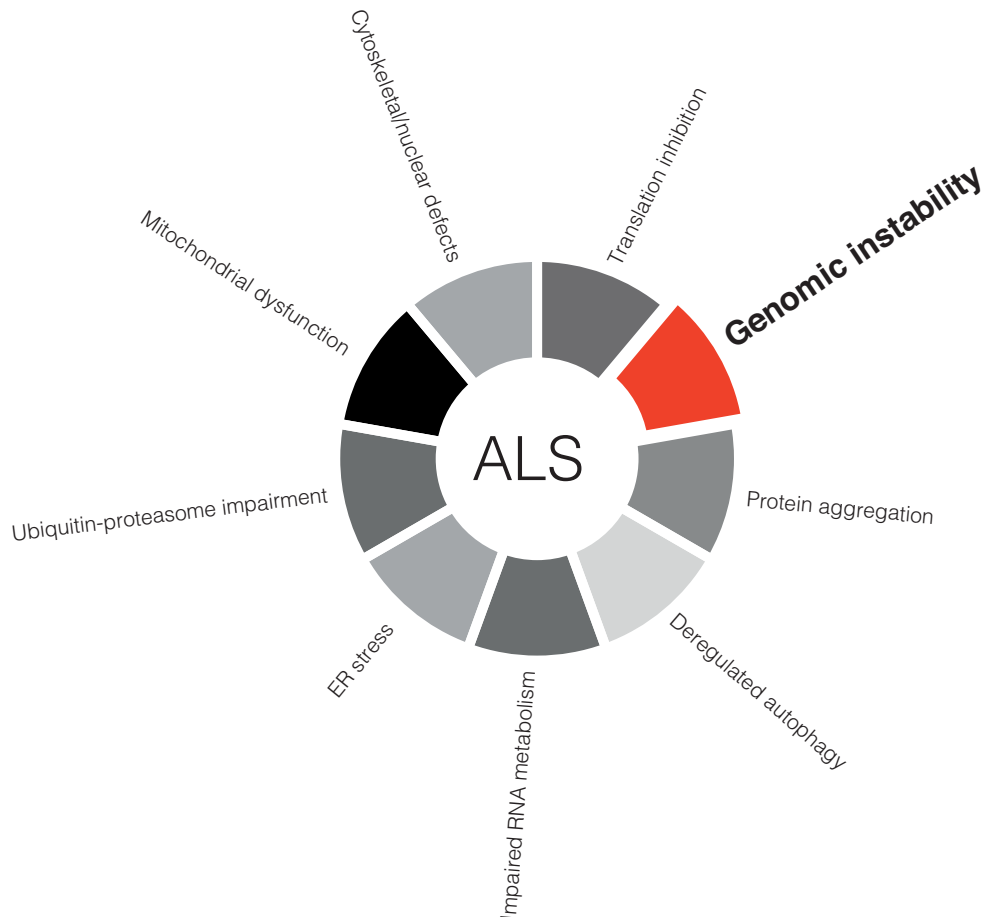 Cytoskeletal/nuclear defects
Translation inhibition
Genomic instability
Mitochondrial dysfunction
ALS
Protein aggregation
Ubiquitin-proteasome impairment
Deregulated autophagy
ER stress
Impaired RNA metabolism